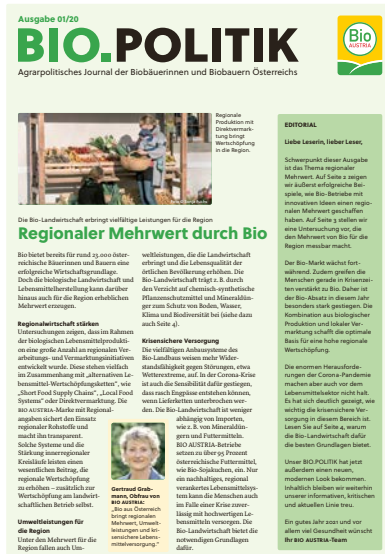 Ausgabe 01/20
BIO.POLITIK
Agrarpolitisches Journal der Biobäuerinnen und Biobauern Österreichs
Bio
AUSTRIA
Regionale
Produktion mit
Direktvermark-
tung bringt
Wertschöpfung
in die Region.
Die Bio-Landwirtschaft erbringt vielfältige Leistungen für die Region
Regionaler Mehrwert durch Bio
Bio bietet bereits für rund 23.000 öster-
reichische Bäuerinnen und Bauern eine
erfolgreiche Wirtschaftsgrundlage.
Doch die biologische Landwirtschaft und
Lebensmittelherstellung kann darüber
hinaus auch für die Region erheblichen
Mehrwert erzeugen.
Regionalwirtschaft stärken
Untersuchungen zeigen, dass im Rahmen
der biologischen Lebensmittelprodukti-
on eine große Anzahl an regionalen Ver-
arbeitungs- und Vermarktungsinitiativen
entwickelt wurde. Diese stehen vielfach
im Zusammenhang mit „alternativen Le-
bensmittel-Wertschöpfungsketten“, wie
„Short Food Supply Chains“, „Local Food
Systems“ oder Direktvermarktung. Die
BIO AUSTRIA-Marke mit Regional-
angaben sichert den Einsatz
regionaler Rohstoffe und
macht ihn transparent.
Solche Systeme und die
Stärkung innerregionaler
Kreisläufe leisten einen
wesentlichen Beitrag, die
regionale Wertschöpfung
zu erhöhen – zusätzlich zur
Wertschöpfung am landwirt-
schaftlichen Betrieb selbst.
Umweltleistungen für
die Region
Unter den Mehrwert für die
Region fallen auch Um-
weltleistungen, die die Landwirtschaft
erbringt und die Lebensqualität der
örtlichen Bevölkerung erhöhen. Die
Bio-Landwirtschaft trägt z. B. durch
den Verzicht auf chemisch-synthetische
Pflanzenschutzmittel und Mineraldün-
ger zum Schutz von Boden, Wasser,
Klima und Biodiversität bei (siehe dazu
auch Seite 4).
Krisensichere Versorgung
Die vielfältigen Anbausysteme des
Bio-Landbaus weisen mehr Wider-
standsfähigkeit gegen Störungen, etwa
Wetterextreme, auf. In der Corona-Krise
ist auch die Sensibilität dafür gestiegen,
dass rasch Engpässe entstehen können,
wenn Lieferketten unterbrochen wer-
den. Die Bio-Landwirtschaft ist weniger
abhängig von Importen,
wie z. B. von Mineraldün-
gern und Futtermitteln.
BIO AUSTRIA-Betriebe
setzen zu über 95 Prozent
österreichische Futtermittel,
wie Bio-Sojakuchen, ein. Nur
ein nachhaltiges, regional
verankertes Lebensmittelsys-
tem kann die Menschen auch
im Falle einer Krise zuver-
lässig mit hochwertigen Le-
bensmitteln versorgen. Die
Bio-Landwirtschaft bietet die
notwendigen Grundlagen
dafür.
Gertraud Grab-
mann, Obfrau von
BIO AUSTRIA:
„Bio aus Österreich
bringt regionalen
Mehrwert, Umwelt-
leistungen und kri-
sensichere Lebens-
mittelversorgung.“
EDITORIAL
Liebe Leserin, lieber Leser,
Schwerpunkt dieser Ausgabe
ist das Thema regionaler
Mehrwert. Auf Seite 2 zeigen
wir äußerst erfolgreiche Bei-
spiele, wie Bio-Betriebe mit
innovativen Ideen einen regio-
nalen Mehrwert geschaffen
haben. Auf Seite 3 stellen wir
eine Untersuchung vor, die
den Mehrwert von Bio für die
Region messbar macht.
Der Bio-Markt wächst fort-
während. Zudem greifen die
Menschen gerade in Krisenzei-
ten verstärkt zu Bio. Daher ist
der Bio-Absatz in diesem Jahr
besonders stark gestiegen. Die
Kombination aus biologischer
Produktion und lokaler Ver-
marktung schafft die optimale
Basis für eine hohe regionale
Wertschöpfung.
Die enormen Herausforde-
rungen der Corona-Pandemie
machen aber auch vor dem
Lebensmittelsektor nicht halt.
Es hat sich deutlich gezeigt, wie
wichtig die krisensichere Ver-
sorgung in diesem Bereich ist.
Lesen Sie auf Seite 4, warum
die Bio-Landwirtschaft dafür
die besten Grundlagen bietet.
Unser BIO.POLITIK hat jetzt
außerdem einen neuen,
modernen Look bekommen.
Inhaltlich bleiben wir weiterhin
unserer informativen, kritischen
und aktuellen Linie treu.
Ein gutes Jahr 2021 und vor
allem viel Gesundheit wünscht
Ihr BIO AUSTRIA-Team